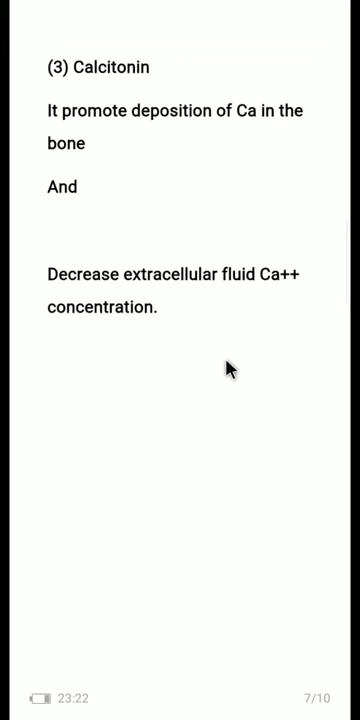 (3) Calcitonin
It promote deposition of Ca in the
bone
And
Decrease extracellular fluid Ca++
concentration.
23:22
7/10